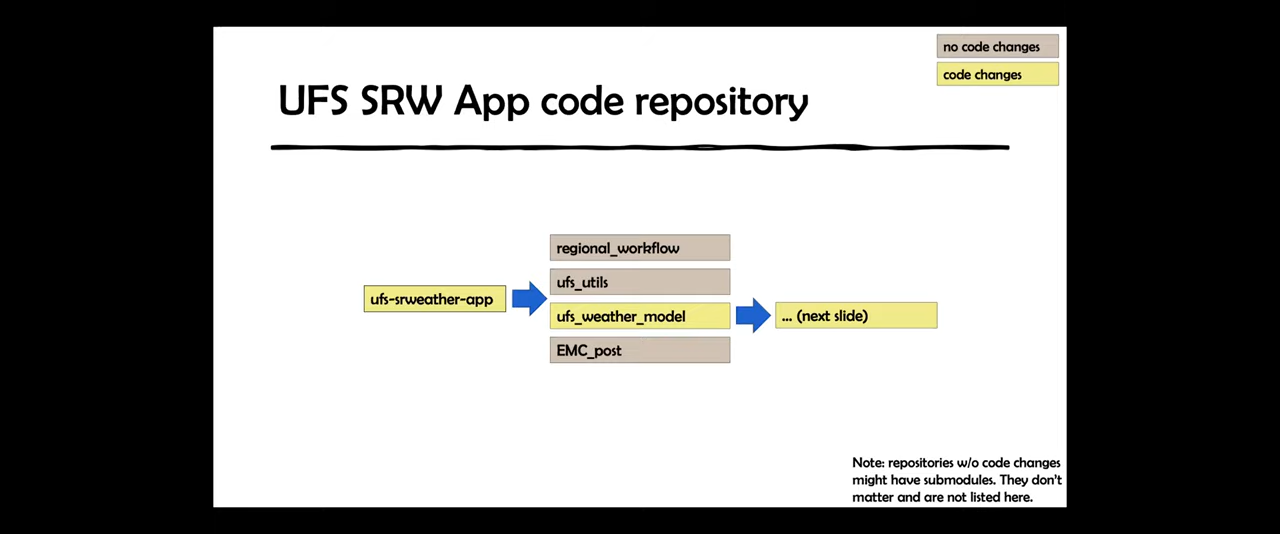 no code changes
code changes
UFS SRW App code repository
regional_workflow
ufs_utils
ufs-srweather-app
ufs_weather_model
... (next slide)
EMC_post
Note: repositories w/o code changes
might have submodules. They don't
matter and are not listed here.